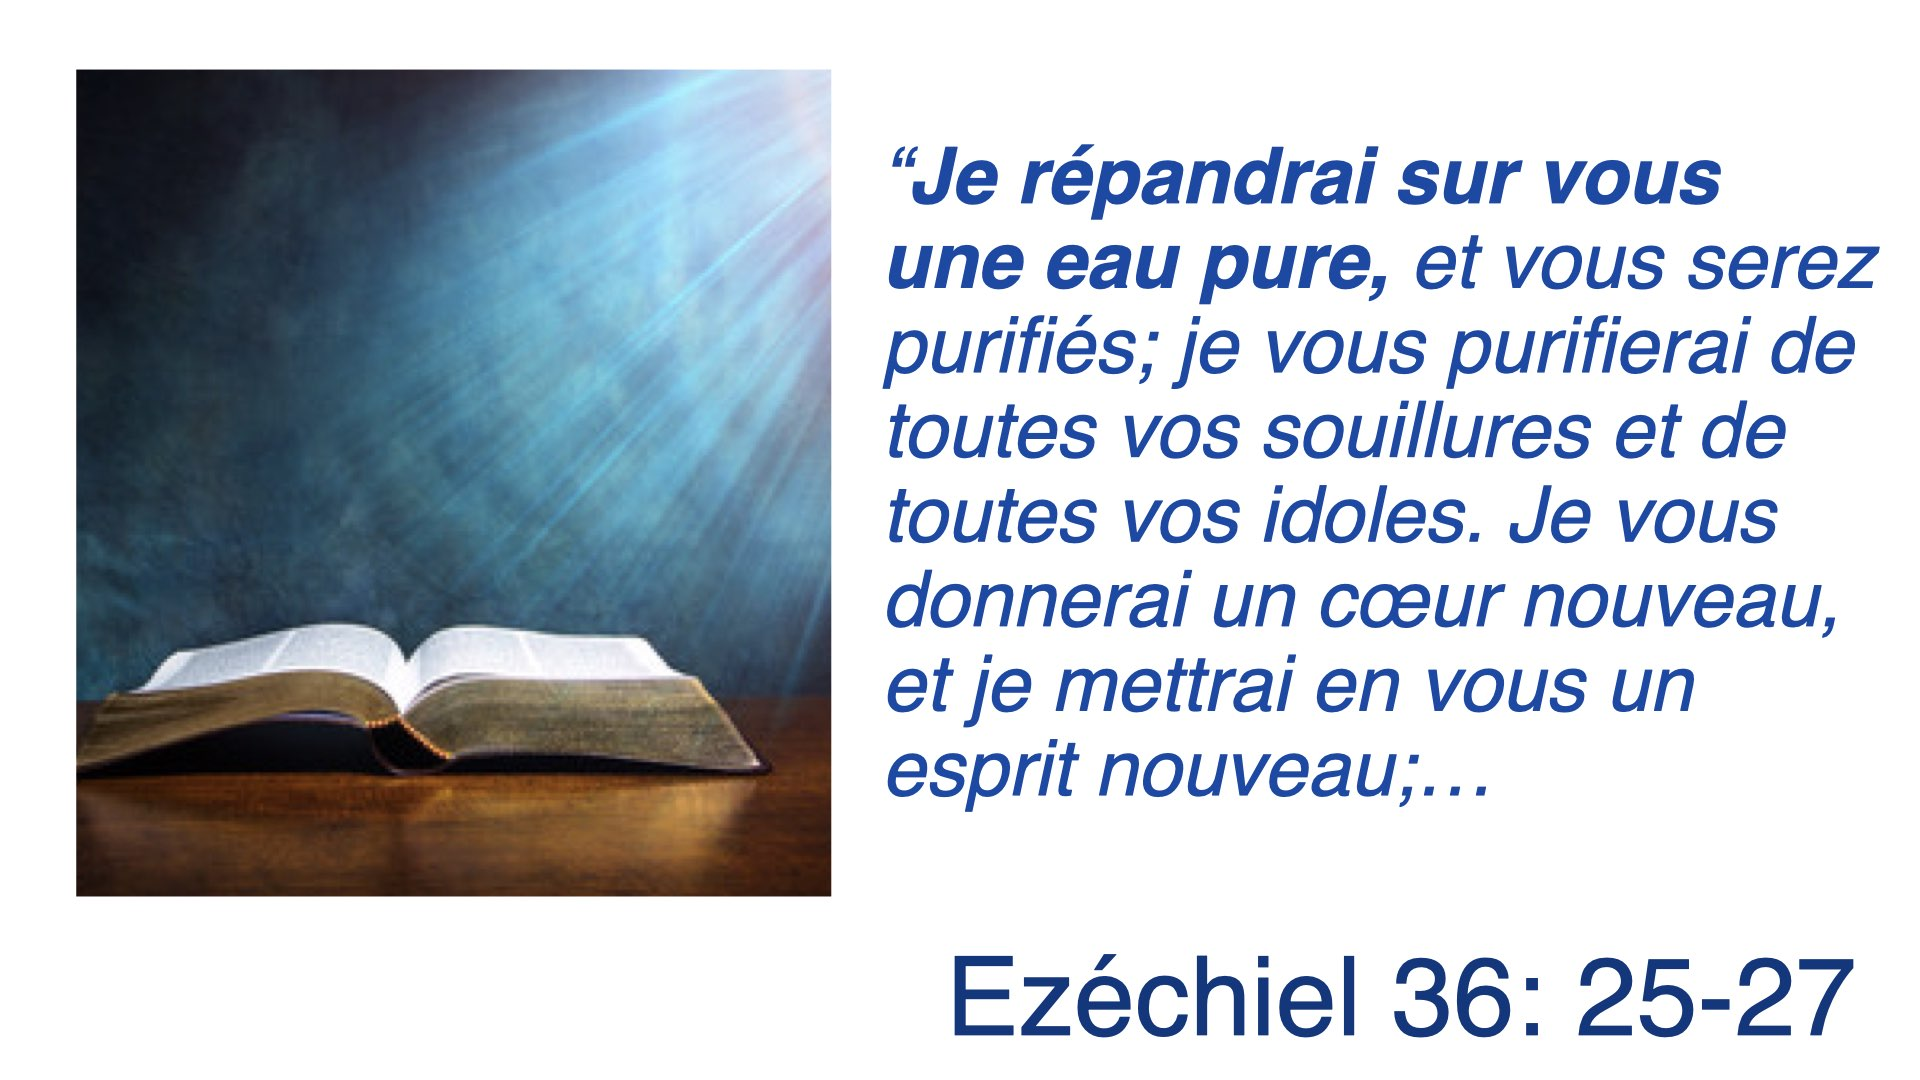 “Je répandrai sur vous
une eau pure, et vous serez
purifiés; je vous purifierai de
toutes vos souillures et de
toutes vos idoles. Je vous
donnerai un cœur nouveau,
et je mettrai en vous un
esprit nouveau;…
Ezéchiel 36: 25-27